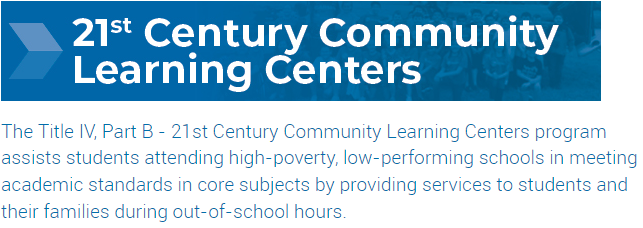 21st Century Community
Learning Centers
The Title IV, Part B - 21st Century Community Learning Centers program
assists students attending high-poverty, low-performing schools in meeting
academic standards in core subjects by providing services to students and
their families during out-of-school hours.